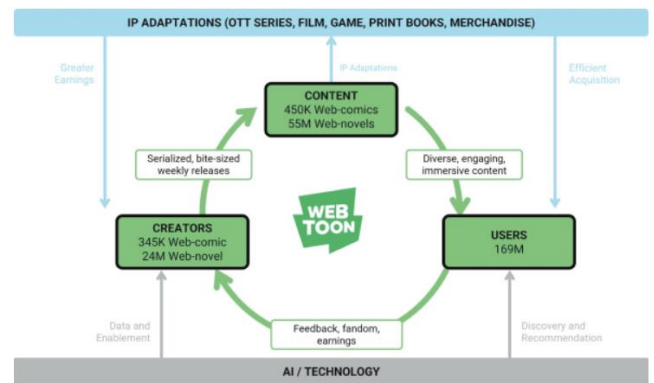 IP ADAPTATIONS (OTT SERIES, FILM, GAME, PRINT BOOKS, MERCHANDISE)
Greater
Earnings
IP Adaptations
Efficient
Acquisition
CONTENT
450K Web-comics
55M Web-novels
Serialized, bite-sized
weekly releases
Diverse, engaging,
immersive content
WEB
TOON
CREATORS
345K Web-comic
24M Web-novel
USERS
169M
Data and
Enablement
Feedback, fandom,
earnings
Discovery and
Recommendation
AI / TECHNOLOGY